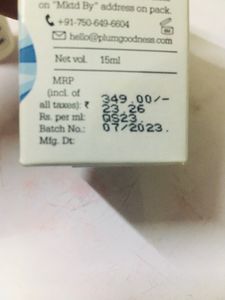 on "Mktd By" address on pack.
+91-750-649-6604
hello@plumgoodness.com
Net vol. 15ml
MRP
(incl. of 349.00/-
all taxes): ₹ 23.26
Rs. per ml: QS23.
Batch No.: 07/2023.
Mfg. Dt: